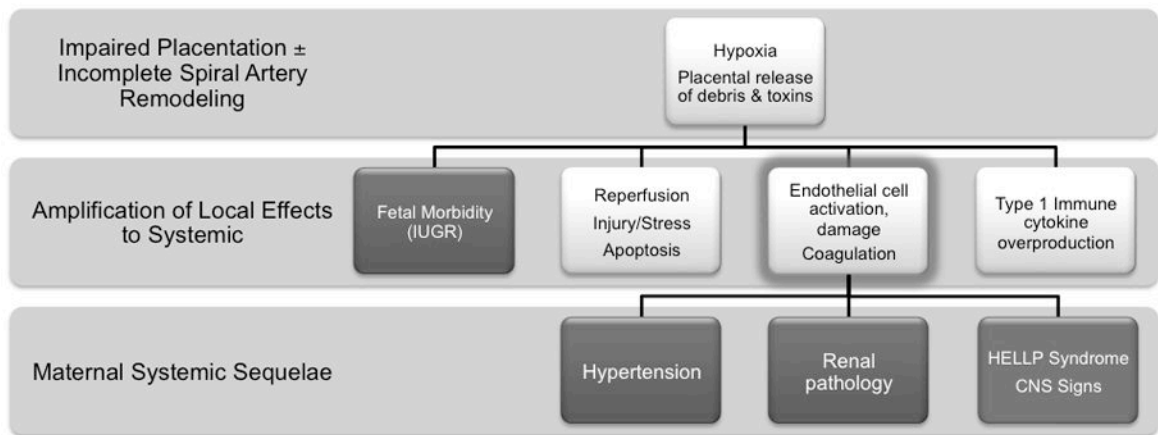 Impaired Placentation ±
Incomplete Spiral Artery
Remodeling
Hypoxia
Placental release
of debris & toxins
Amplification of Local Effects
to Systemic
Fetal Morbidity
(IUGR)
Reperfusion
Injury/Stress
Apoptosis
Endothelial cell
activation,
damage
Coagulation
Type 1 Immune
cytokine
overproduction
Maternal Systemic Sequelae
Hypertension
Renal
pathology
HELLP Syndrome
CNS Signs